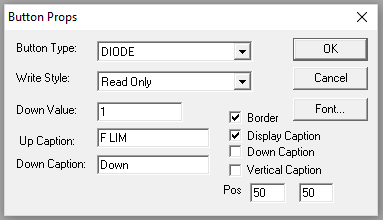 Button Props
Button Type: DIODE OK
Write Style: Read Only Cancel
Down Value: 1 Font...
Border
Up Caption: F LIM Display Caption
Down Caption
Down Caption: Down
Vertical Caption
Pos 50 50